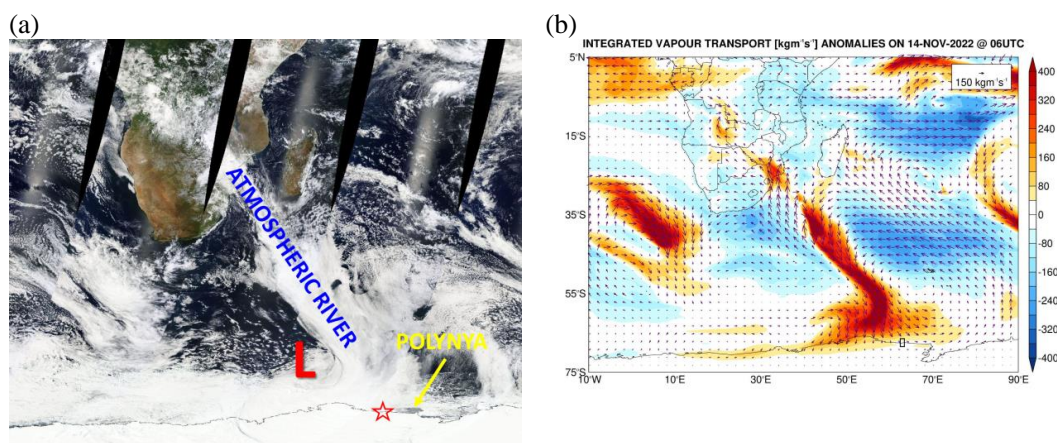 (a)
ATMOSPHERIC RIVER
L
POLYNYA
(b)
INTEGRATED VAPOUR TRANSPORT [kgm⁻¹s⁻¹] ANOMALIES ON 14-NOV-2022 @ 06UTC
150 kgm⁻¹s⁻¹
5°N
15°S
35°S
55°S
75°S
10°W
10°E
30°E
50°E
70°E
90°E
400
320
240
160
80
0
-80
-160
-240
-320
-400